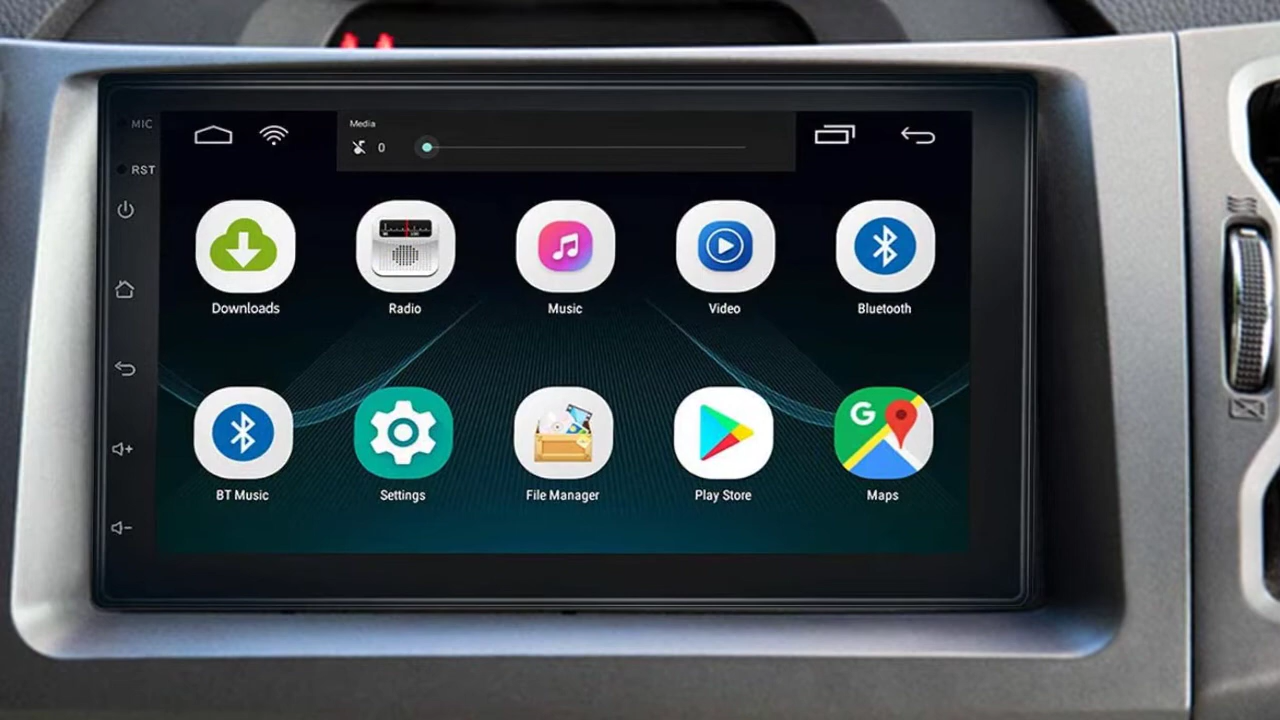 MIC
Media
0
RST
Downloads
Radio
Music
Video
Bluetooth
G
BT Music
Settings
File Manager
Play Store
Maps